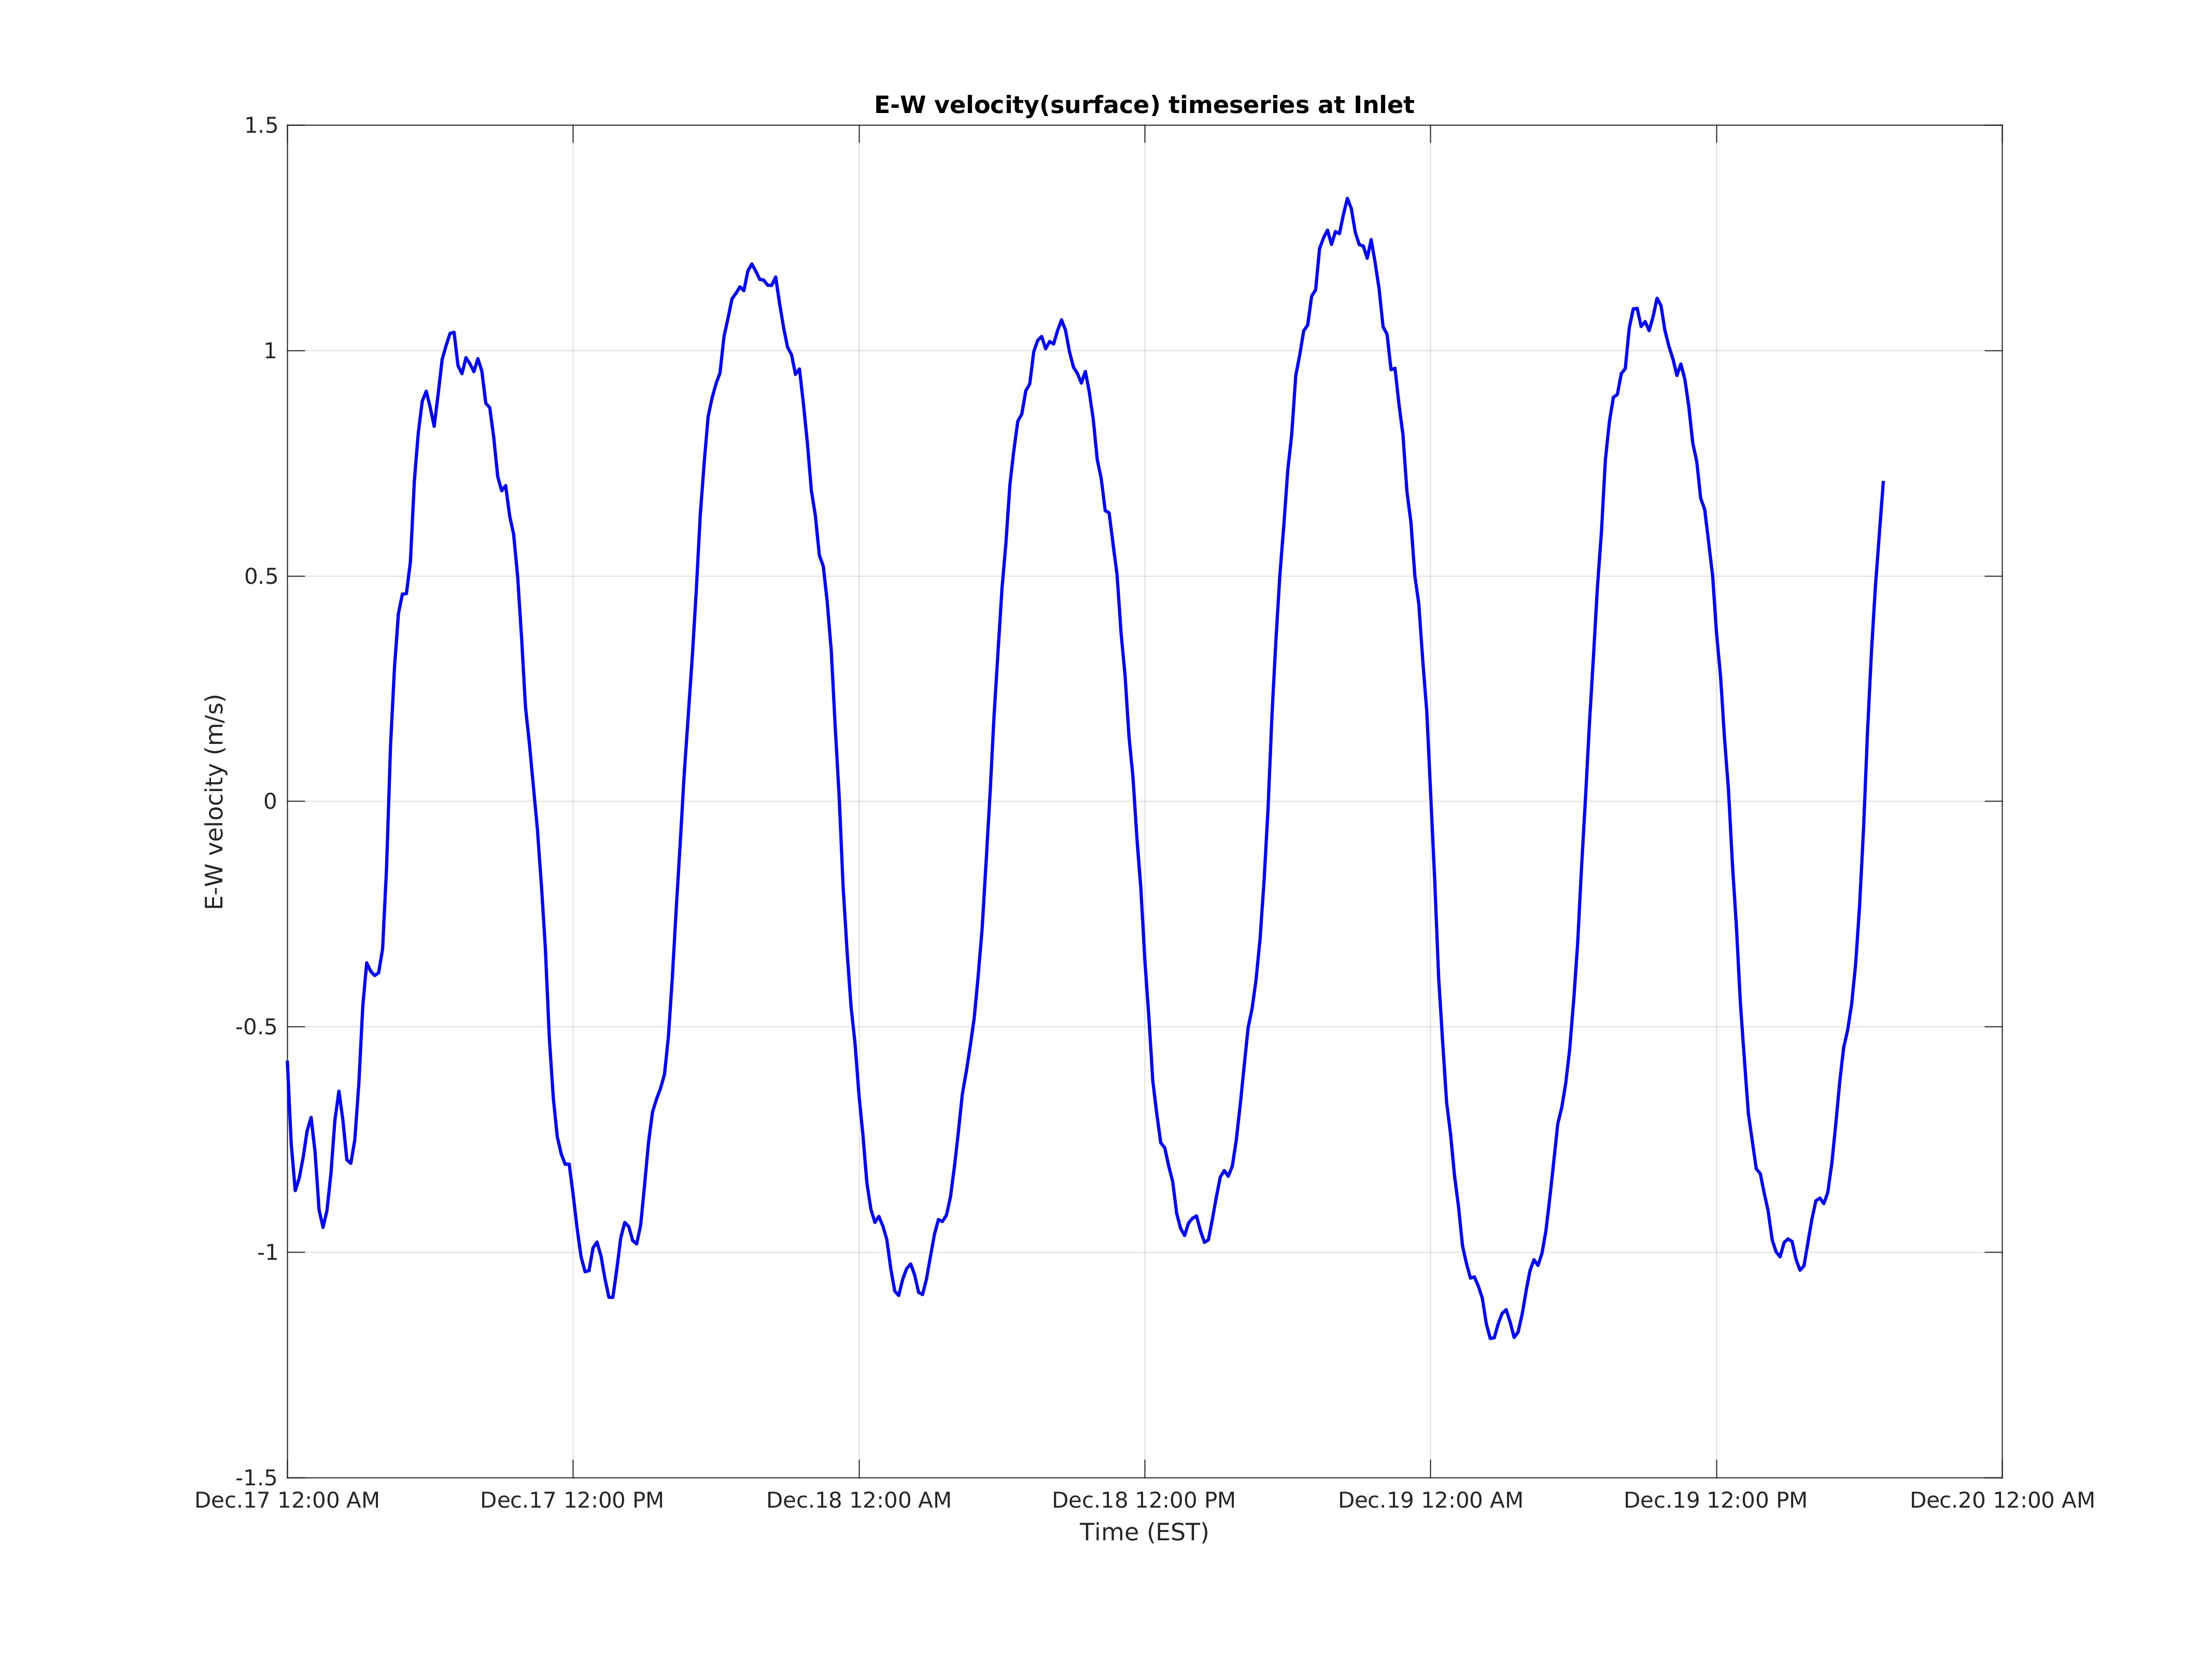 E-W velocity(surface) timeseries at Inlet
1.5
1
0.5
0
-0.5
-1
-1.5
E-W velocity (m/s)
Dec.17 12:00 AM Dec.17 12:00 PM Dec.18 12:00 AM Dec.18 12:00 PM Dec.19 12:00 AM Dec.19 12:00 PM Dec.20 12:00 AM
Time (EST)